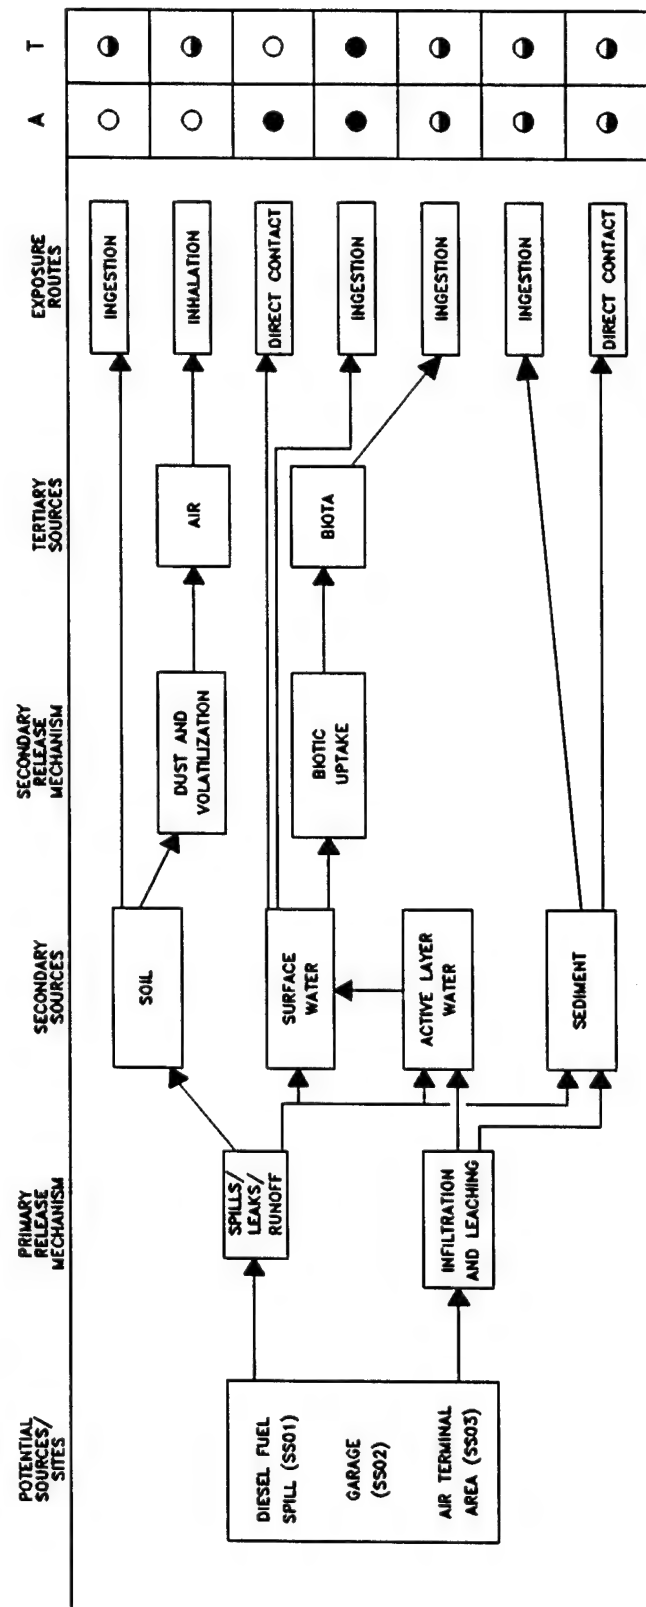 POTENTIAL
SOURCES/
SITES
PRIMARY
RELEASE
MECHANISM
SECONDARY
SOURCES
SECONDARY
RELEASE
MECHANISM
TERTIARY
SOURCES
EXPOSURE
ROUTES
A
T
DIESEL FUEL
SPILL (SS01)
GARAGE
(SS02)
AIR TERMINAL
AREA (SS03)
SPILLS/
LEAKS/
RUNOFF
INFILTRATION
AND LEACHING
SOIL
SURFACE
WATER
ACTIVE LAYER
WATER
SEDIMENT
DUST AND
VOLATILIZATION
BIOTIC
UPTAKE
AIR
BIOTA
INGESTION
INHALATION
DIRECT CONTACT
INGESTION
INGESTION
INGESTION
DIRECT CONTACT